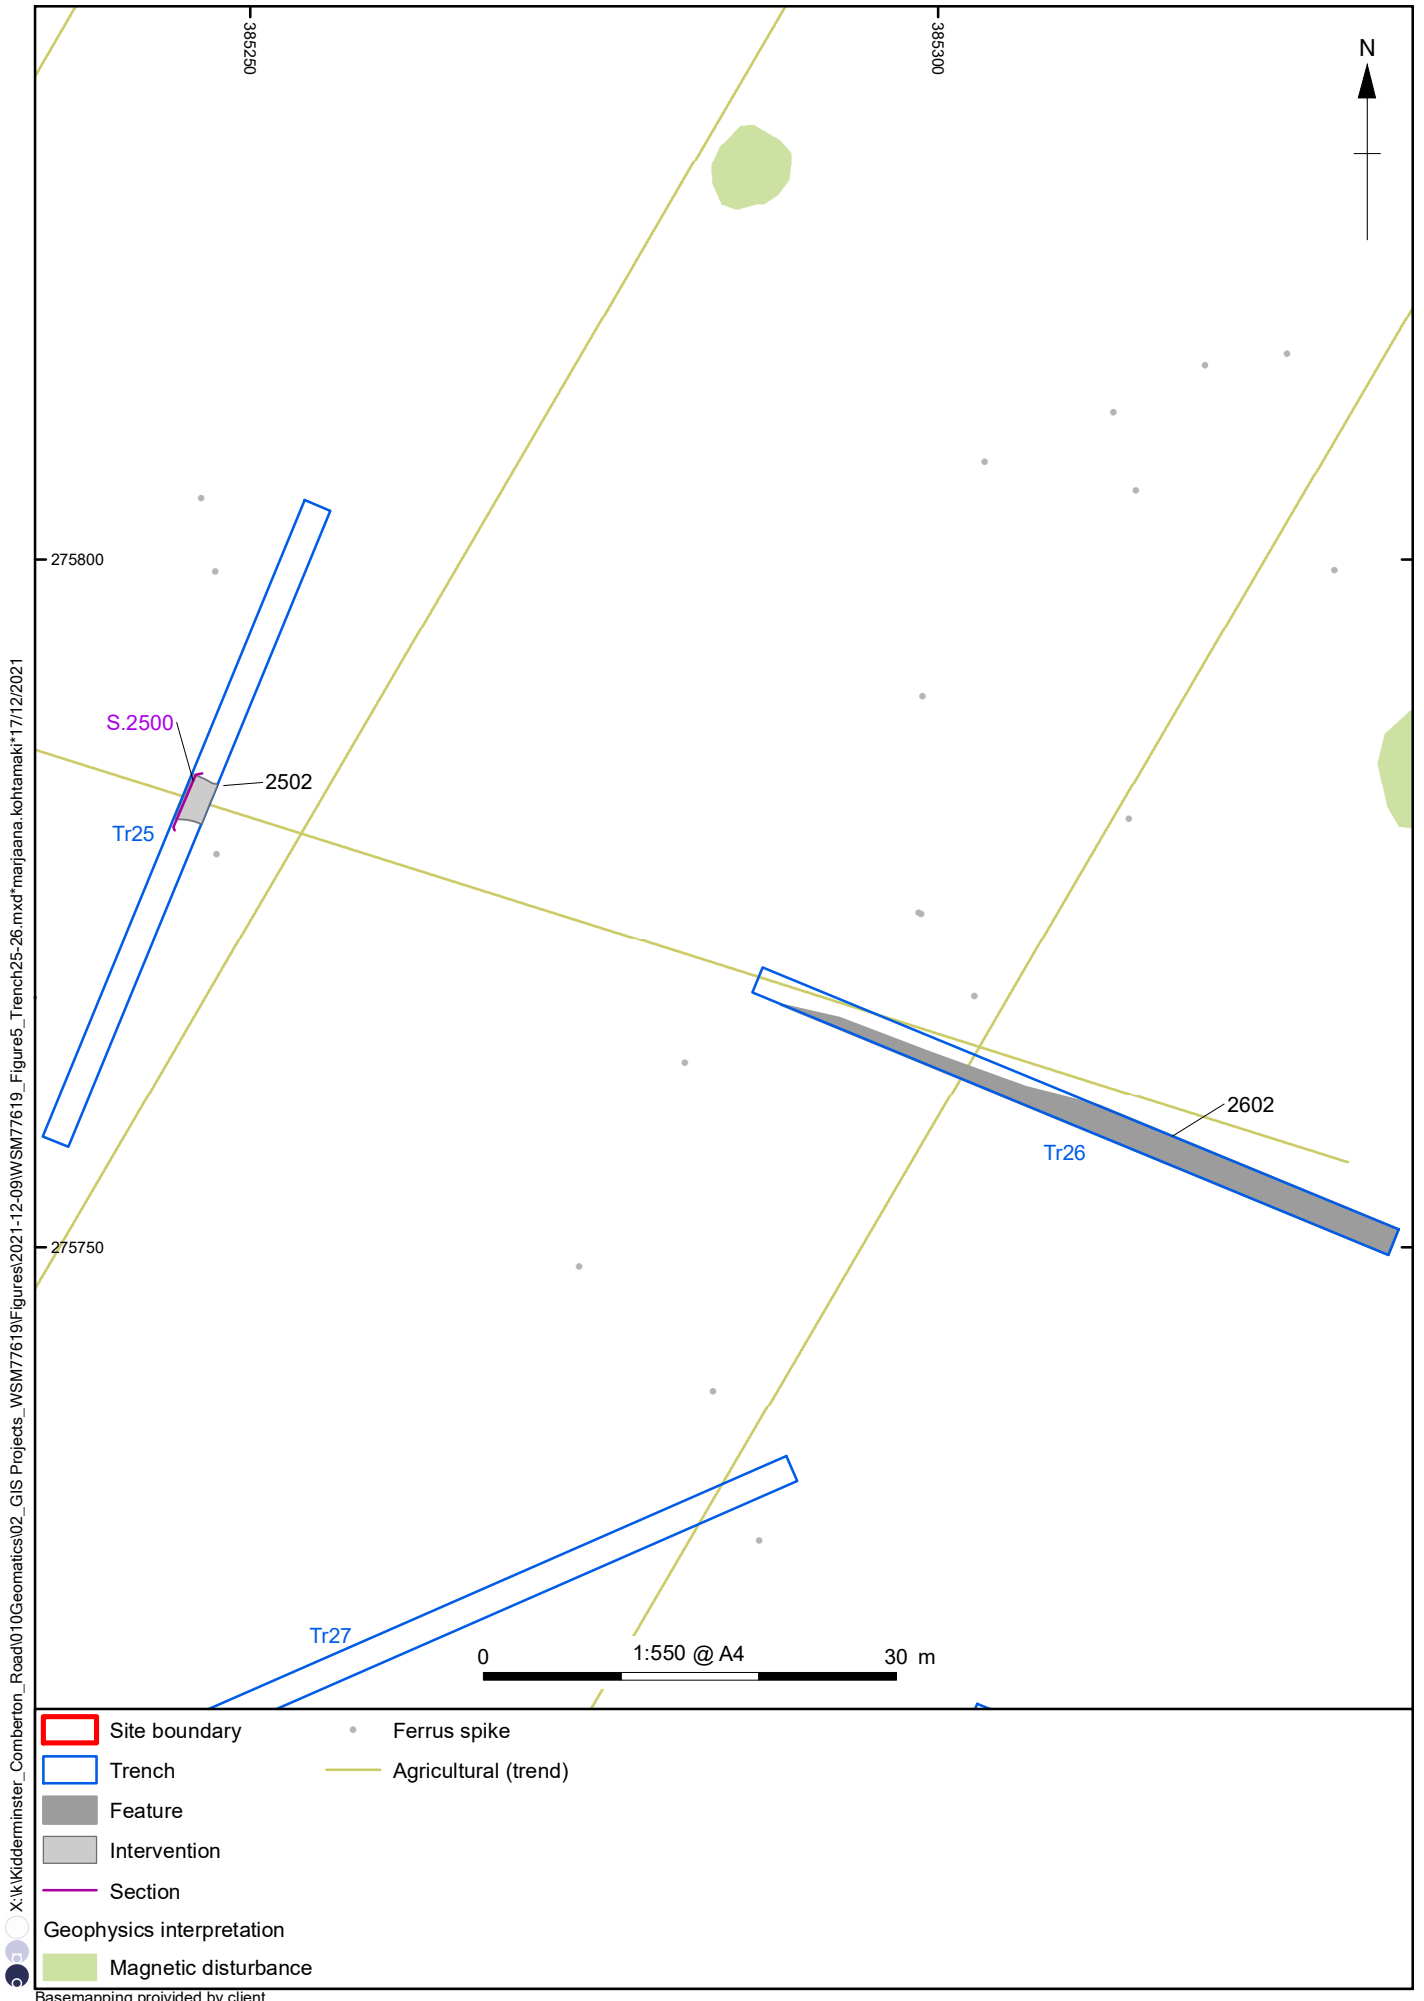 385250
385300
N
275800
S.2500
2502
Tr25
2602
Tr26
275750
Tr27
0
1:550 @ A4
30 m
Site boundary
Ferrus spike
Trench
Agricultural (trend)
Feature
Intervention
Section
Geophysics interpretation
Magnetic disturbance
X:\k\Kidderminster_Comberton_Road\010Geomatics\02_GIS Projects_WSM77619\Figures\2021-12-09\WSM77619_Figure5_Trench25-26.mxd*marjaana.kohtamaki*17/12/2021
Basemapping proivided by client